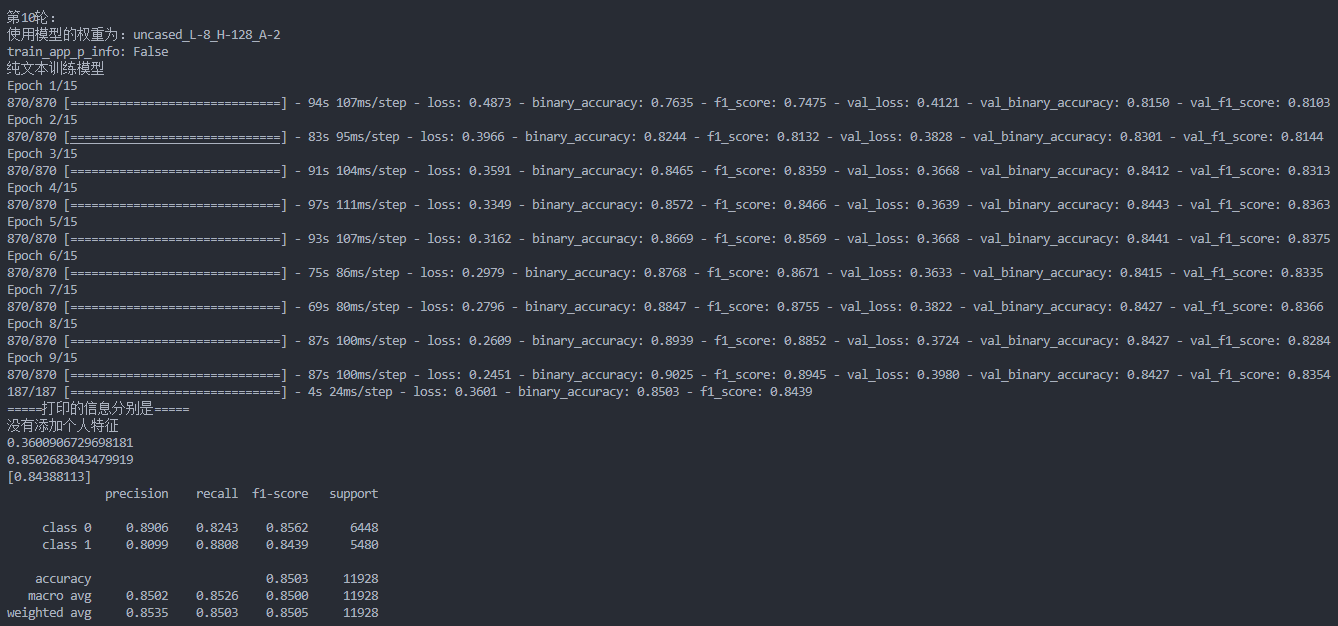 第10轮:
使用模型的权重为: uncased_L-8_H-128_A-2
train_app_p_info: False
纯文本训练模型
Epoch 1/15
870/870 [==============================] - 94s 107ms/step - loss: 0.4873 - binary_accuracy: 0.7635 - f1_score: 0.7475 - val_loss: 0.4121 - val_binary_accuracy: 0.8150 - val_f1_score: 0.8103
Epoch 2/15
870/870 [==============================] - 83s 95ms/step - loss: 0.3966 - binary_accuracy: 0.8244 - f1_score: 0.8132 - val_loss: 0.3828 - val_binary_accuracy: 0.8301 - val_f1_score: 0.8144
Epoch 3/15
870/870 [==============================] - 91s 104ms/step - loss: 0.3591 - binary_accuracy: 0.8465 - f1_score: 0.8359 - val_loss: 0.3668 - val_binary_accuracy: 0.8412 - val_f1_score: 0.8313
Epoch 4/15
870/870 [==============================] - 97s 111ms/step - loss: 0.3349 - binary_accuracy: 0.8572 - f1_score: 0.8466 - val_loss: 0.3639 - val_binary_accuracy: 0.8443 - val_f1_score: 0.8363
Epoch 5/15
870/870 [==============================] - 93s 107ms/step - loss: 0.3162 - binary_accuracy: 0.8669 - f1_score: 0.8569 - val_loss: 0.3668 - val_binary_accuracy: 0.8441 - val_f1_score: 0.8375
Epoch 6/15
870/870 [==============================] - 75s 86ms/step - loss: 0.2979 - binary_accuracy: 0.8768 - f1_score: 0.8671 - val_loss: 0.3633 - val_binary_accuracy: 0.8415 - val_f1_score: 0.8335
Epoch 7/15
870/870 [==============================] - 69s 80ms/step - loss: 0.2796 - binary_accuracy: 0.8847 - f1_score: 0.8755 - val_loss: 0.3822 - val_binary_accuracy: 0.8427 - val_f1_score: 0.8366
Epoch 8/15
870/870 [==============================] - 87s 100ms/step - loss: 0.2609 - binary_accuracy: 0.8939 - f1_score: 0.8852 - val_loss: 0.3724 - val_binary_accuracy: 0.8427 - val_f1_score: 0.8284
Epoch 9/15
870/870 [==============================] - 87s 100ms/step - loss: 0.2451 - binary_accuracy: 0.9025 - f1_score: 0.8945 - val_loss: 0.3980 - val_binary_accuracy: 0.8427 - val_f1_score: 0.8354
187/187 [==============================] - 4s 24ms/step - loss: 0.3601 - binary_accuracy: 0.8503 - f1_score: 0.8439
=====打印的信息分别是=====
没有添加个人特征
0.3600906729698181
0.8502683043479919
[0.84388113]
precision recall f1-score support
class 0 0.8906 0.8243 0.8562 6448
class 1 0.8099 0.8808 0.8439 5480
accuracy 0.8503 11928
macro avg 0.8502 0.8526 0.8500 11928
weighted avg 0.8535 0.8503 0.8505 11928